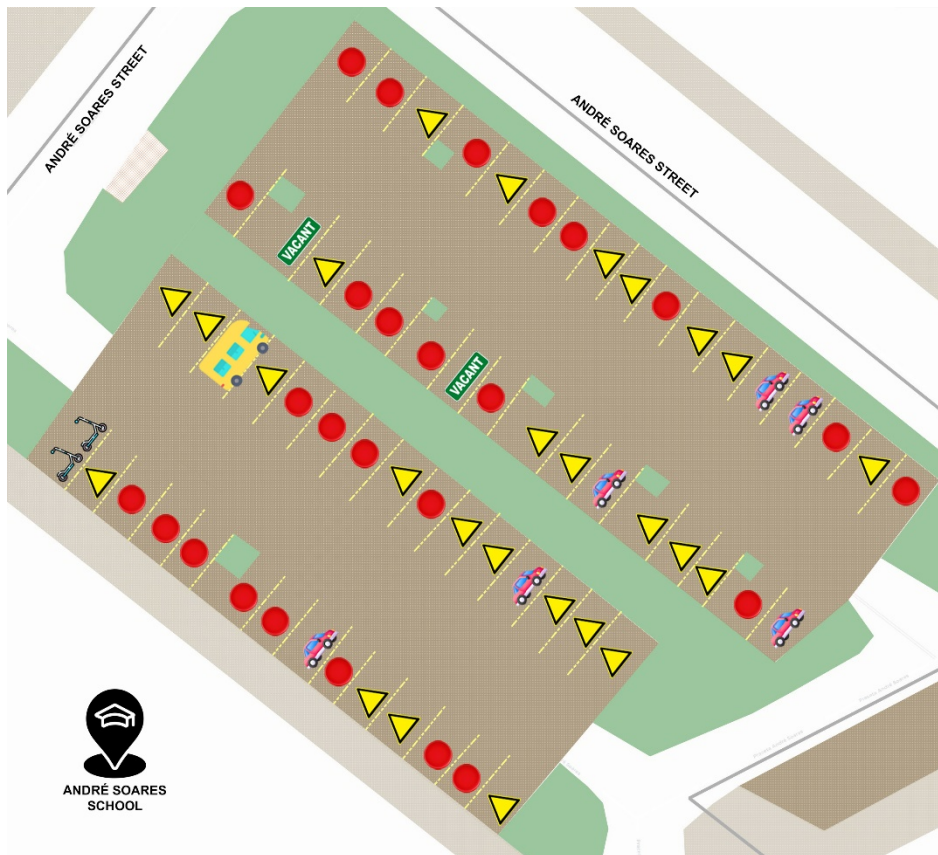 ANDRÉ SOARES STREET
ANDRÉ SOARES STREET
VACANT
VACANT
ANDRÉ SOARES
SCHOOL